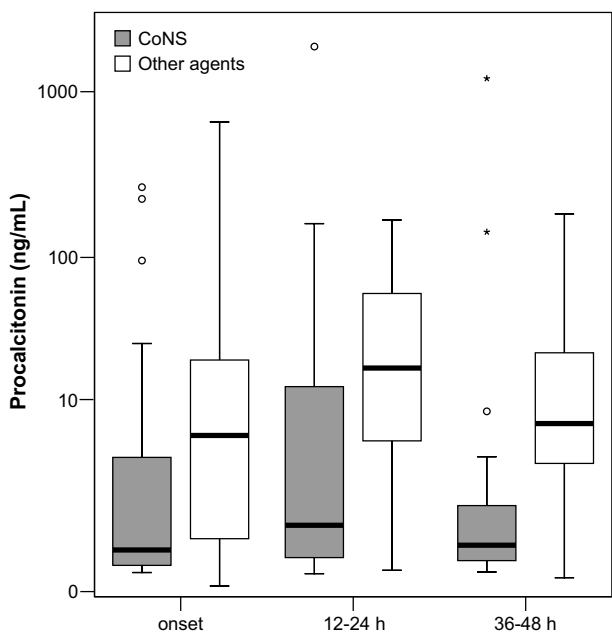 CoNS
Other agents
Procalcitonin (ng/mL)
1000
100
10
0
onset 12-24 h 36-48 h